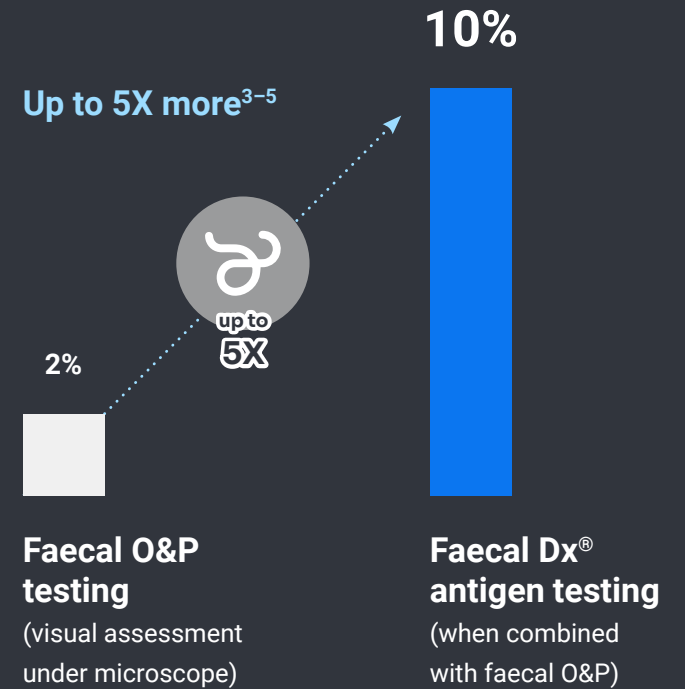 10%
Up to 5X more³⁻⁵
up to
5X
2%
Faecal O&P
testing
(visual assessment
under microscope)
Faecal Dx®
antigen testing
(when combined
with faecal O&P)